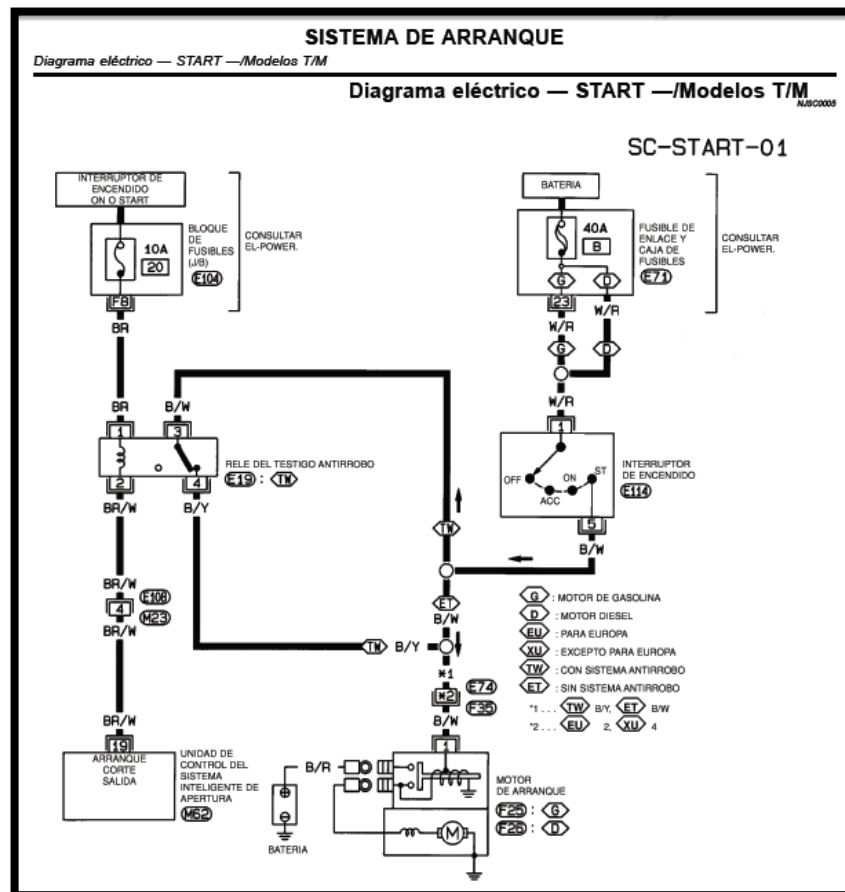 SISTEMA DE ARRANQUE
Diagrama eléctrico — START —/Modelos T/M
Diagrama eléctrico — START —/Modelos T/M
NJSC0005
SC-START-01
INTERRUPTOR DE
ENCENDIDO
ON O START
BATERIA
10A
20
BLOQUE
DE
FUSIBLES
(J/B)
E104
CONSULTAR
EL-POWER.
40A
B
FUSIBLE DE
ENLACE Y
CAJA DE
FUSIBLES
E71
CONSULTAR
EL-POWER.
G
D
F8
23
BR
W/R
W/R
G
D
W/R
BR
B/W
1
3
1
RELE DEL TESTIGO ANTIRROBO
E19 : TW
2
4
OFF
ACC
ON
ST
INTERRUPTOR
DE ENCENDIDO
E114
5
BR/W
B/Y
B/W
TW
BR/W
4
E108
M23
BR/W
ET
B/W
TW
B/Y
G : MOTOR DE GASOLINA
D : MOTOR DIESEL
EU : PARA EUROPA
XU : EXCEPTO PARA EUROPA
TW : CON SISTEMA ANTIRROBO
ET : SIN SISTEMA ANTIRROBO
*1 . . . TW B/Y, ET B/W
*2 . . . EU 2, XU 4
*1
*2
E74
F35
BR/W
B/W
19
1
ARRANQUE
CORTE
SALIDA
UNIDAD DE
CONTROL DEL
SISTEMA
INTELIGENTE DE
APERTURA
M62
B/R
BATERIA
M
MOTOR
DE ARRANQUE
F25 : G
F26 : D